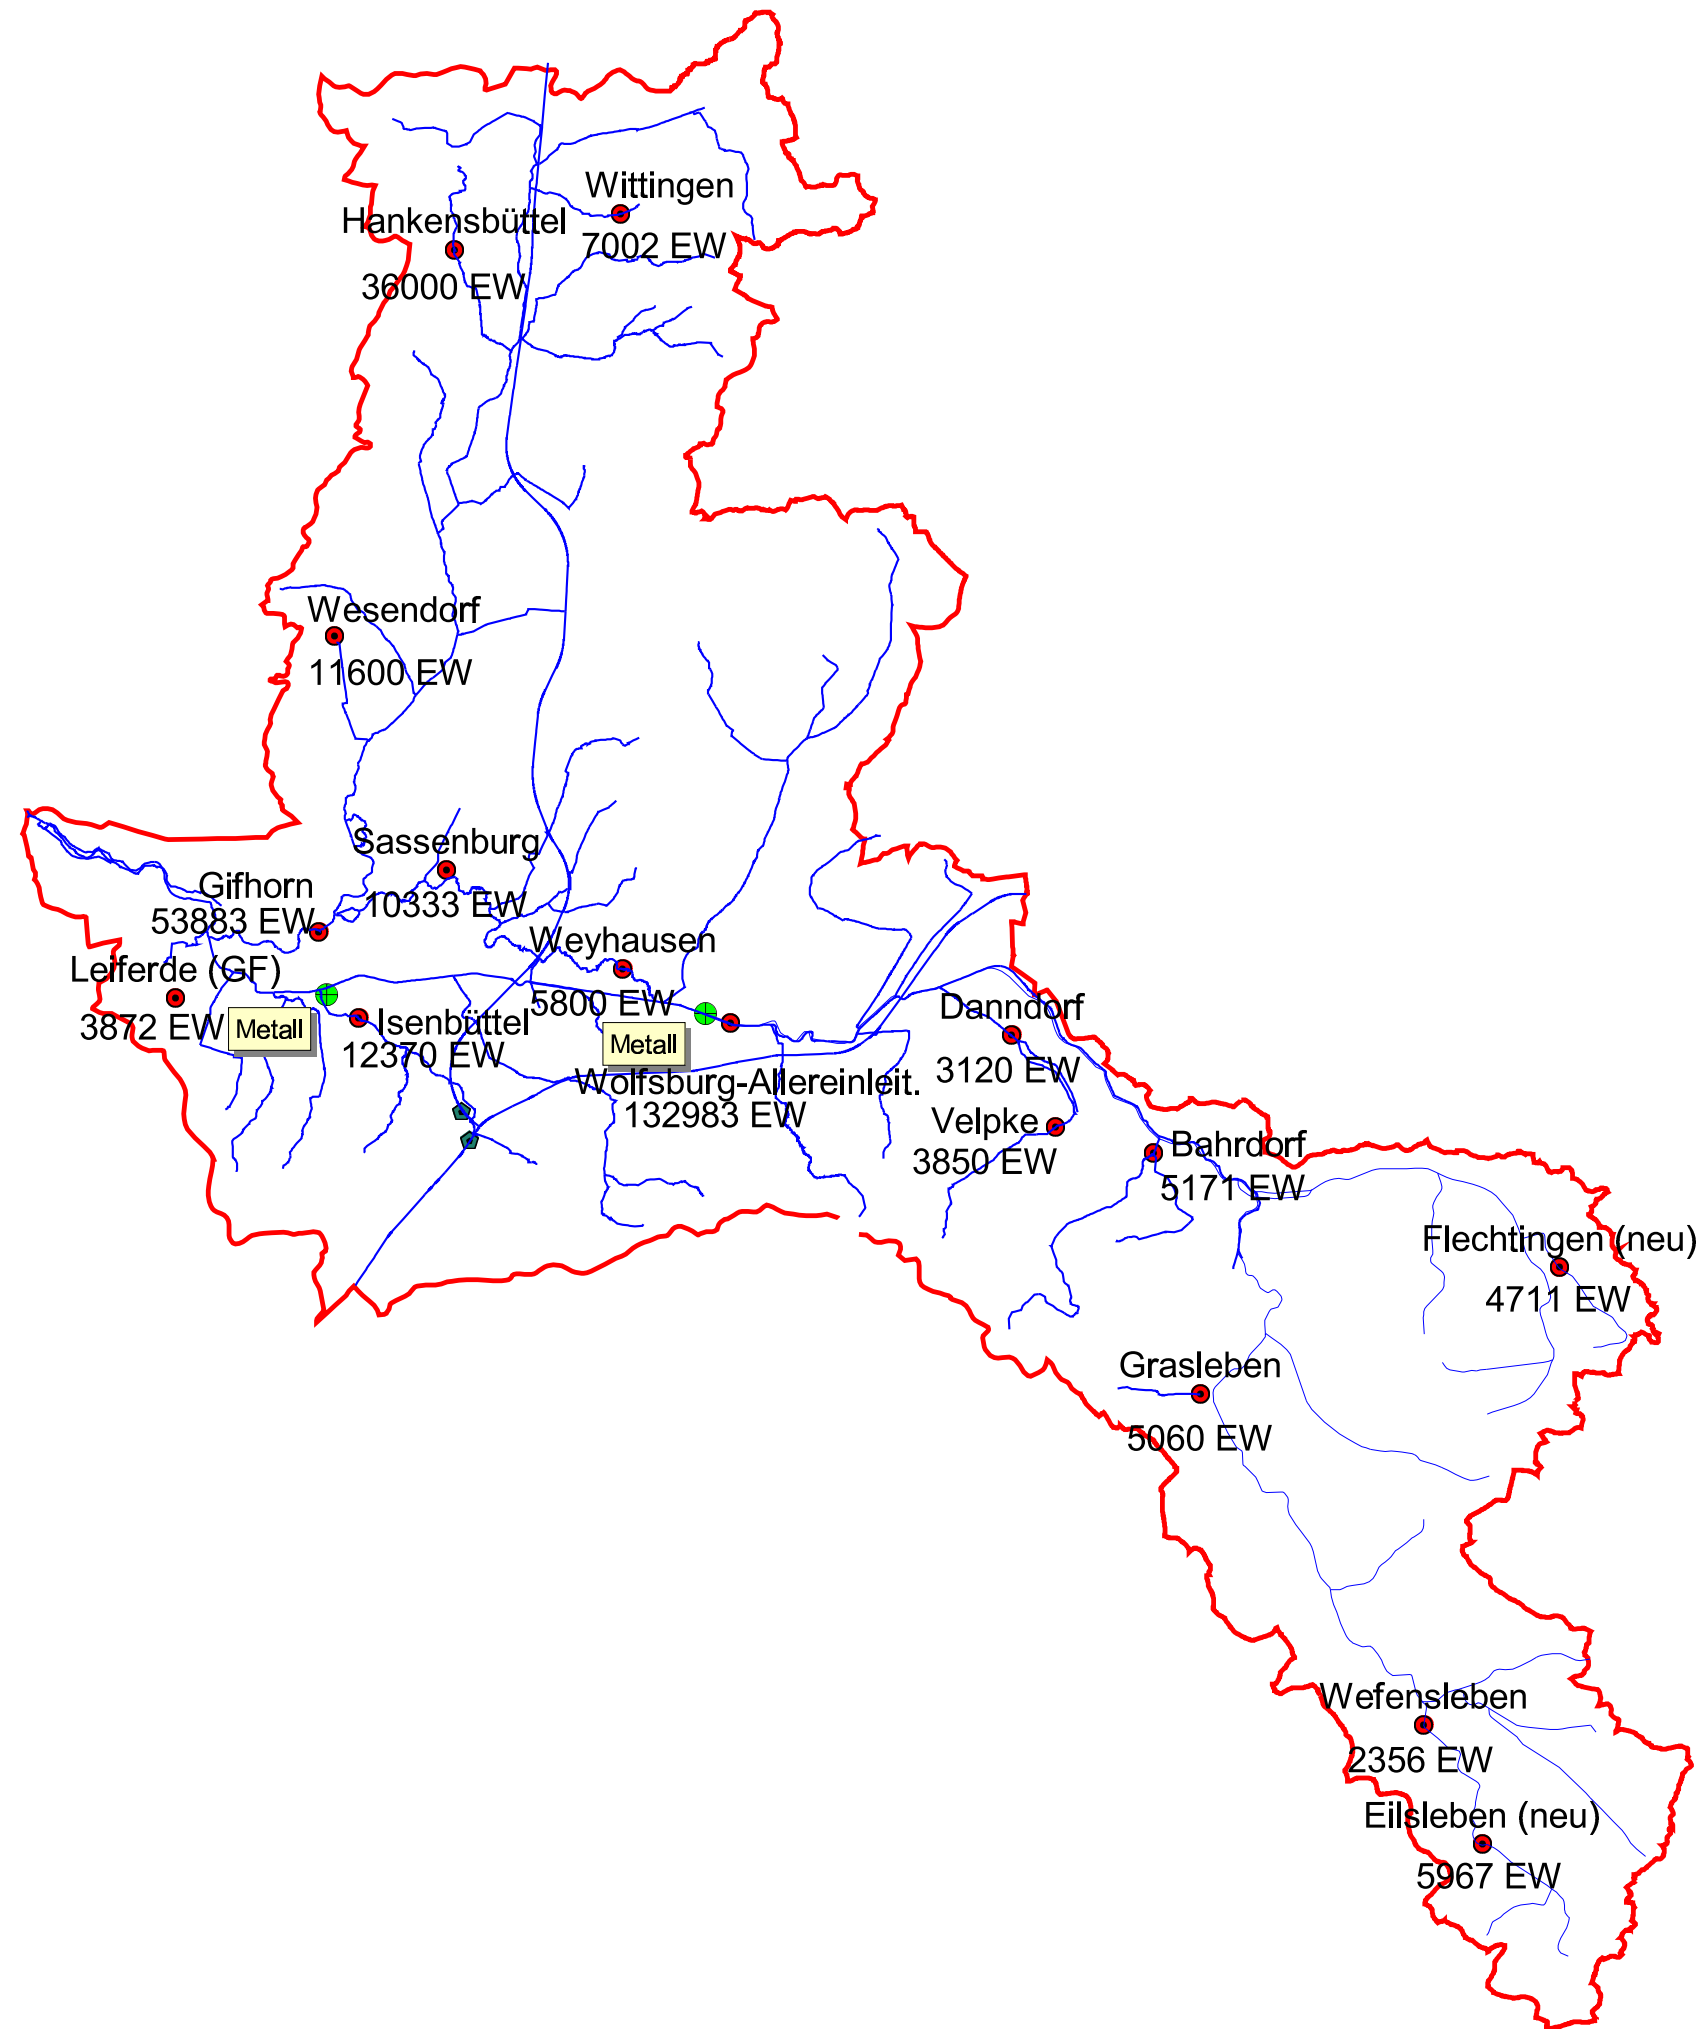 Wittingen
7002 EW
Hankensbüttel
36000 EW
Wesendorf
11600 EW
Sassenburg
10333 EW
Gifhorn
53883 EW
Weyhausen
5800 EW
Leiferde (GF)
3872 EW
Metall
Isenbüttel
12370 EW
Metall
Wolfsburg-Allereinleit.
132983 EW
Danndorf
3120 EW
Velpke
3850 EW
Bahrdorf
5171 EW
Flechtingen (neu)
4711 EW
Grasleben
5060 EW
Wefensleben
2356 EW
Eilsleben (neu)
5967 EW